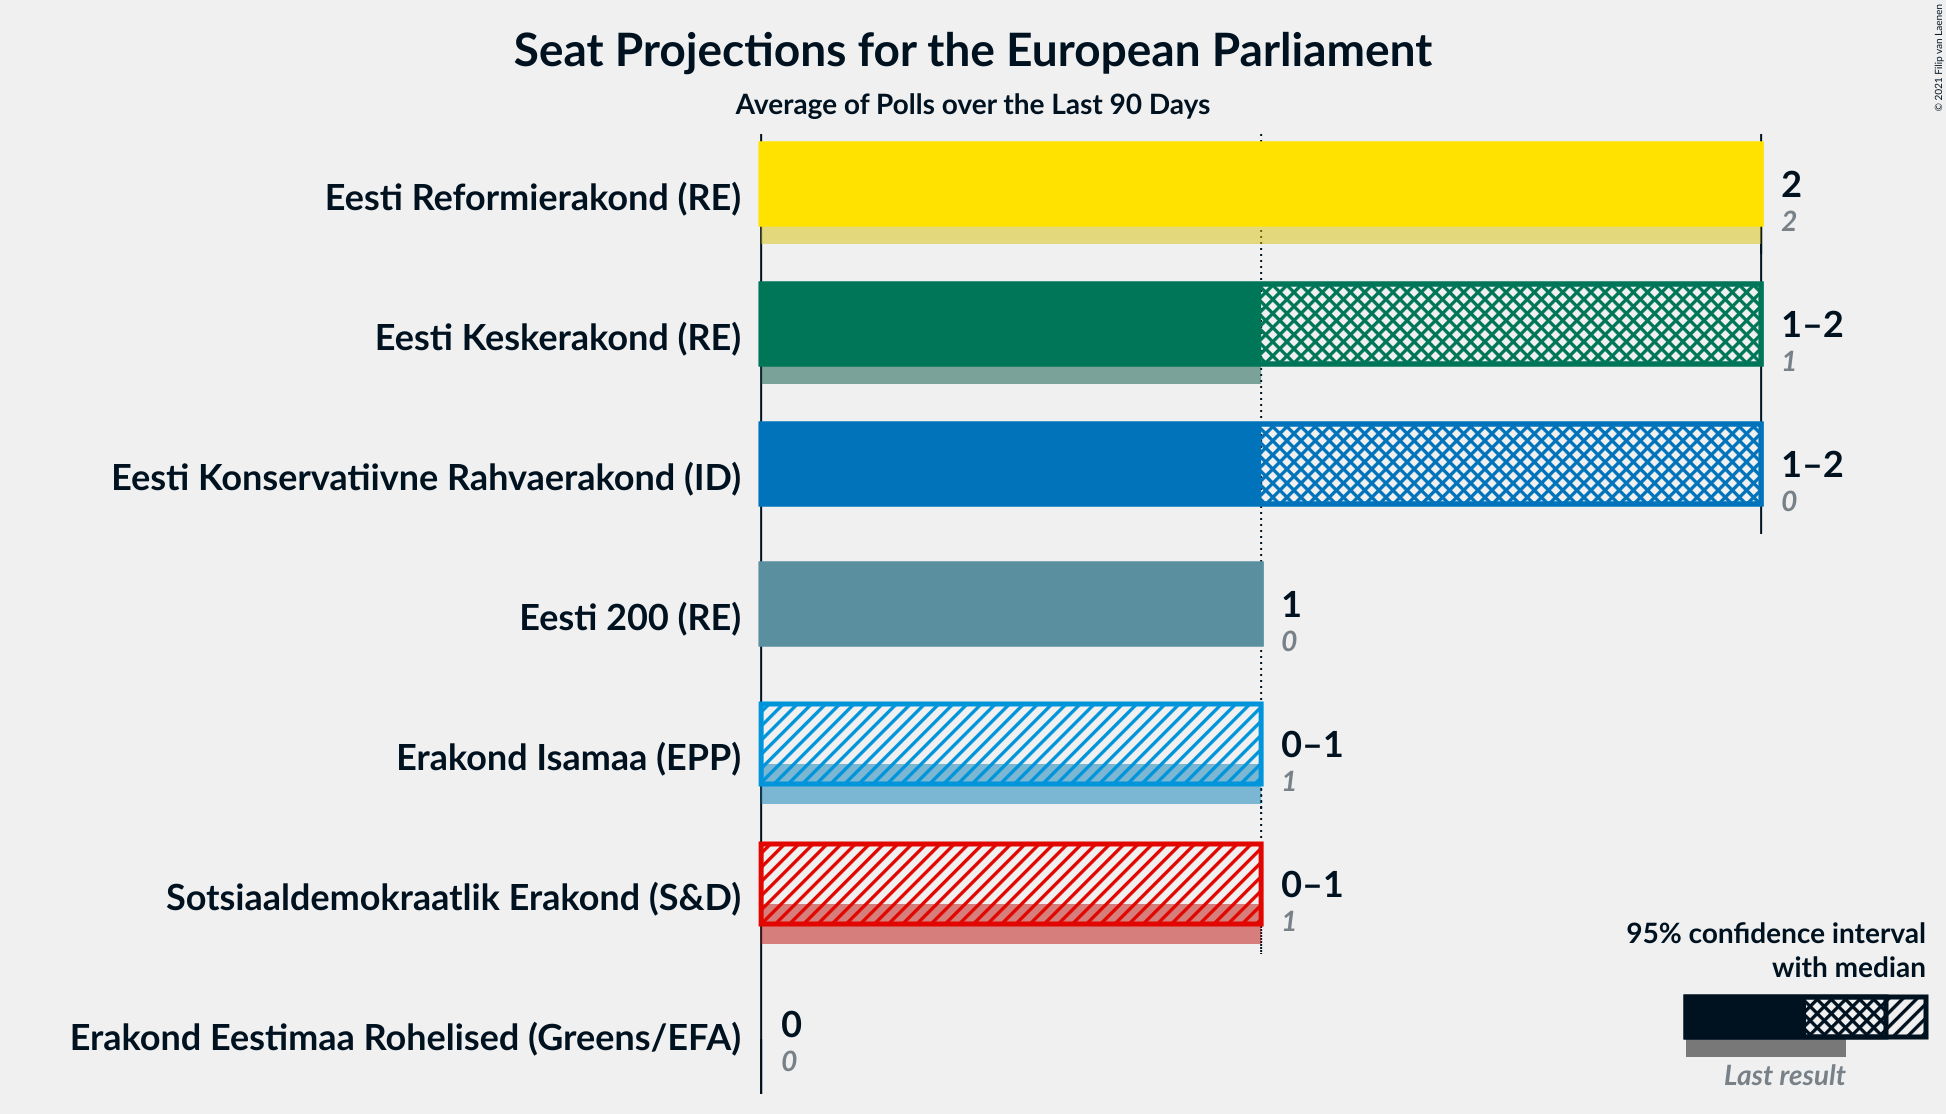 Seat Projections for the European Parliament
Average of Polls over the Last 90 Days
© 2021 Filip van Laenen
Eesti Reformierakond (RE)
2
2
Eesti Keskerakond (RE)
1–2
1
Eesti Konservatiivne Rahvaerakond (ID)
1–2
0
Eesti 200 (RE)
1
0
Erakond Isamaa (EPP)
0–1
1
Sotsiaaldemokraatlik Erakond (S&D)
0–1
1
Erakond Eestimaa Rohelised (Greens/EFA)
0
0
95% confidence interval
with median
Last result